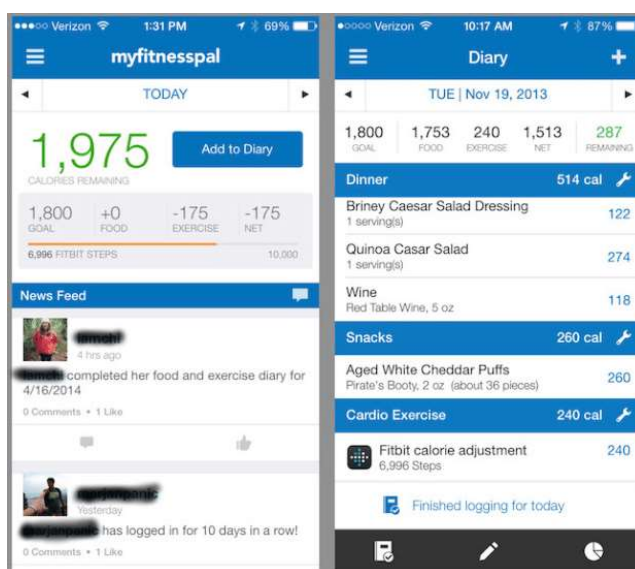 Verizon 1:31 PM 69%
myfitnesspal
TODAY
1,975
CALORIES REMAINING
Add to Diary
1,800 +0 -175 -175
GOAL FOOD EXERCISE NET
6,996 FITBIT STEPS 10,000
News Feed
4 hrs ago
completed her food and exercise diary for
4/16/2014
0 Comments • 1 Like
Yesterday
has logged in for 10 days in a row!
0 Comments • 1 Like
Verizon 10:17 AM 87%
Diary
TUE | Nov 19, 2013
1,800 1,753 240 1,513 287
GOAL FOOD EXERCISE NET REMAINING
Dinner 514 cal
Briney Caesar Salad Dressing
1 serving(s) 122
Quinoa Casar Salad
1 serving(s) 274
Wine
Red Table Wine, 5 oz 118
Snacks 260 cal
Aged White Cheddar Puffs
Pirate's Booty, 2 oz (about 36 pieces) 260
Cardio Exercise 240 cal
Fitbit calorie adjustment 240
6,996 Steps
Finished logging for today